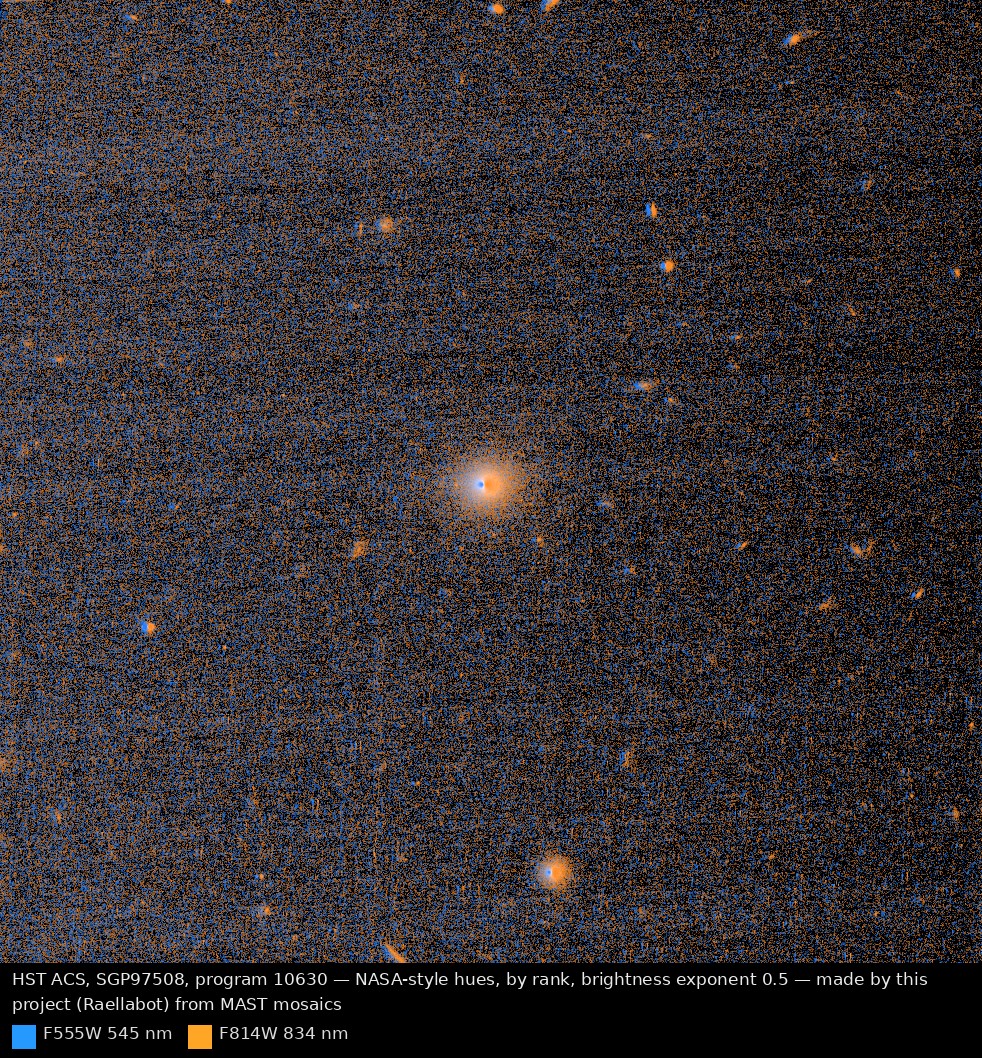 HST ACS, SGP97508, program 10630 — NASA-style hues, by rank, brightness exponent 0.5 — made by this
project (Raellabot) from MAST mosaics
F555W 545 nm F814W 834 nm